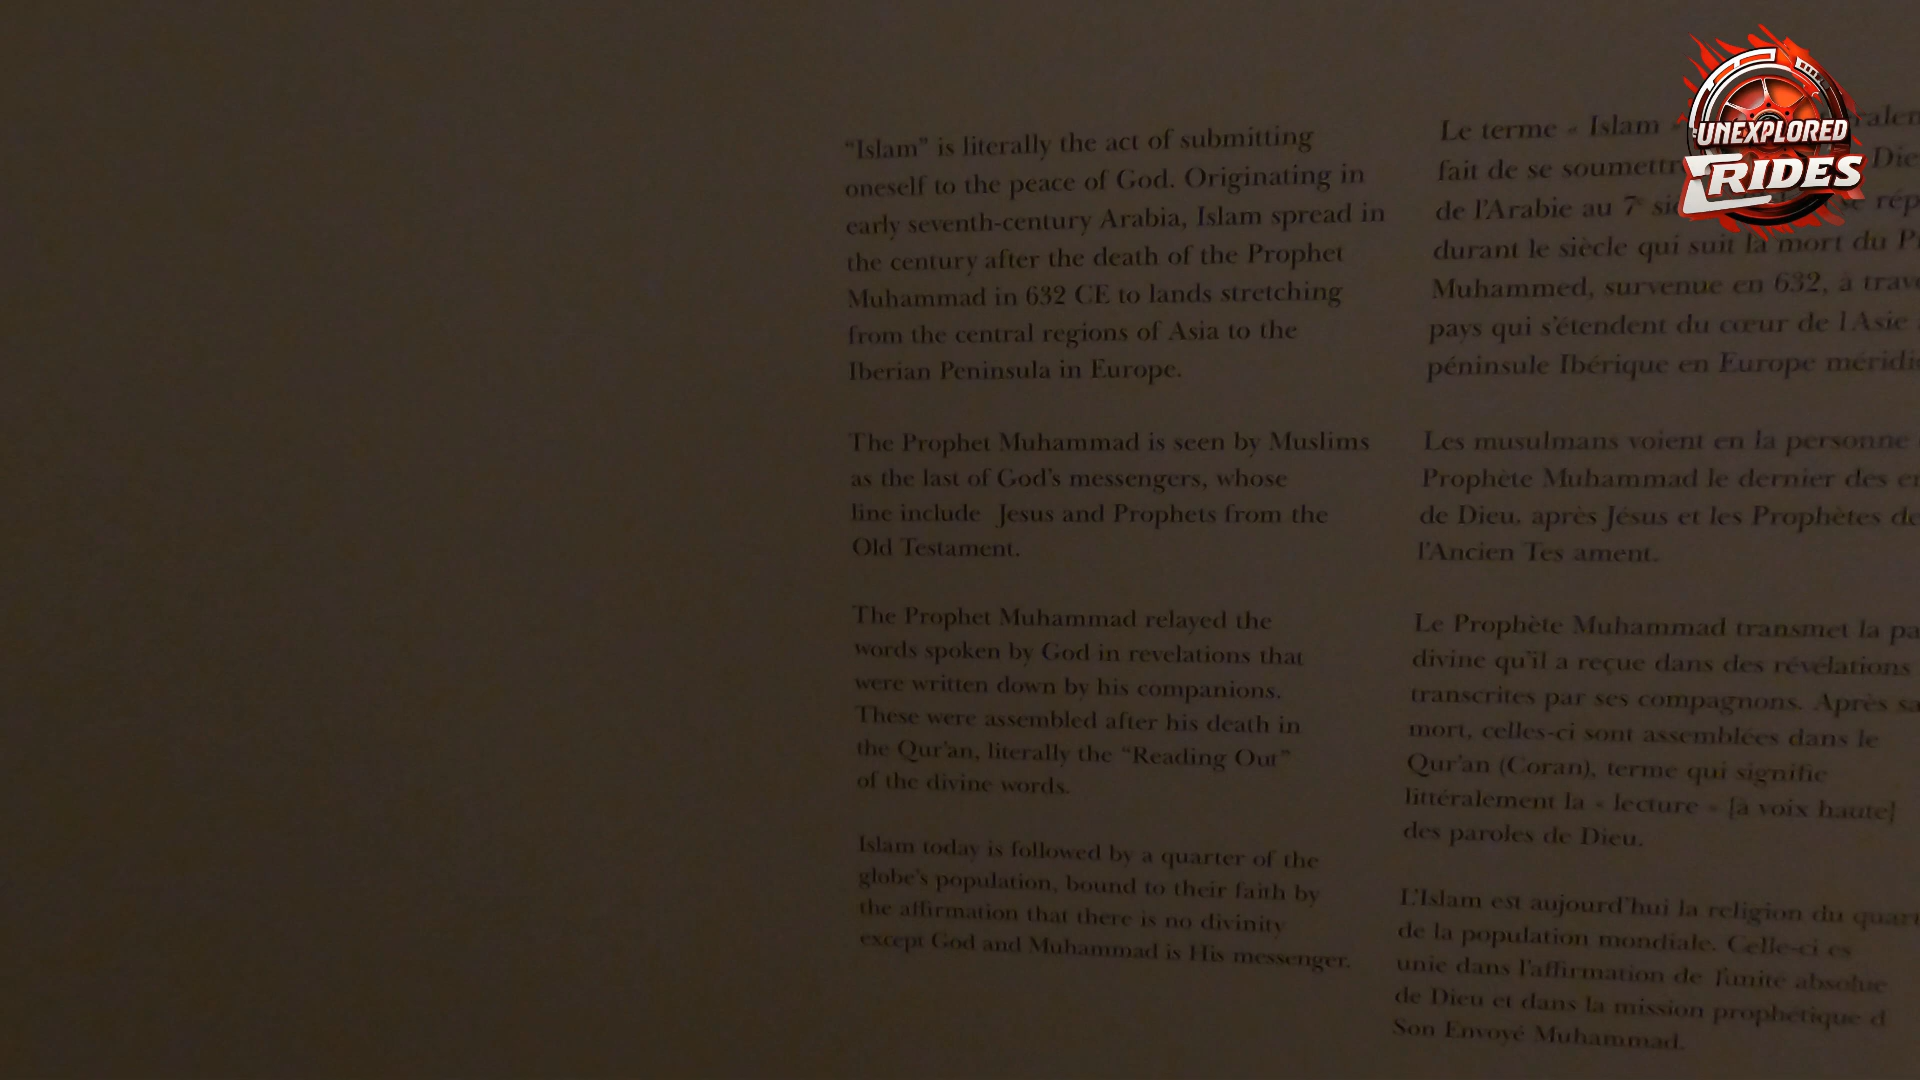 “Islam” is literally the act of submitting
oneself to the peace of God. Originating in
early seventh-century Arabia, Islam spread in
the century after the death of the Prophet
Muhammad in 632 CE to lands stretching
from the central regions of Asia to the
Iberian Peninsula in Europe.
The Prophet Muhammad is seen by Muslims
as the last of God’s messengers, whose
line include Jesus and Prophets from the
Old Testament.
The Prophet Muhammad relayed the
words spoken by God in revelations that
were written down by his companions.
These were assembled after his death in
the Qur’an, literally the “Reading Out”
of the divine words.
Islam today is followed by a quarter of the
globe’s population, bound to their faith by
the affirmation that there is no divinity
except God and Muhammad is His messenger.
Le terme « Islam »
fait de se soumettr
de l’Arabie au 7e
durant le siècle qui suit la mort du
Muhammed, survenue en 632, à
pays qui s’étendent du cœur de l’Asie
péninsule Ibérique en Europe
Les musulmans voient en la personne
Prophète Muhammad le dernier des
de Dieu, après Jésus et les Prophètes de
l’Ancien Tes ament.
Le Prophète Muhammad transmet la
divine qu’il a reçue dans des révélations
transcrites par ses compagnons. Après sa
mort, celles-ci sont assemblées dans le
Qur’an (Coran), terme qui signifie
littéralement la « lecture » [à voix haute]
des paroles de Dieu.
L’Islam est aujourd’hui la religion du quart
de la population mondiale. Celle-ci es
unie dans l’affirmation de l’unité absolue
de Dieu et dans la mission prophétique d
Son Envoyé Muhammad.
UNEXPLORED
RIDES